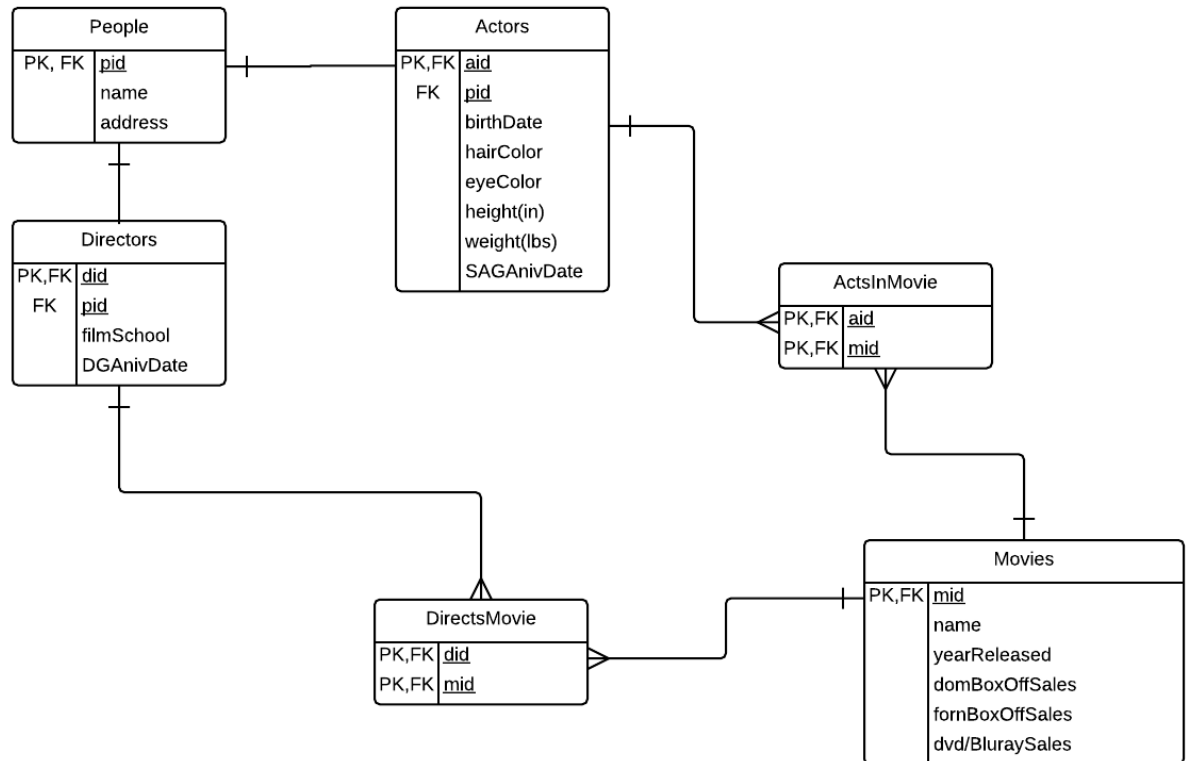 People
PK, FK pid
name
address
Actors
PK,FK aid
FK pid
birthDate
hairColor
eyeColor
height(in)
weight(lbs)
SAGAnivDate
Directors
PK,FK did
FK pid
filmSchool
DGAnivDate
ActsInMovie
PK,FK aid
PK,FK mid
DirectsMovie
PK,FK did
PK,FK mid
Movies
PK,FK mid
name
yearReleased
domBoxOffSales
fornBoxOffSales
dvd/BluraySales